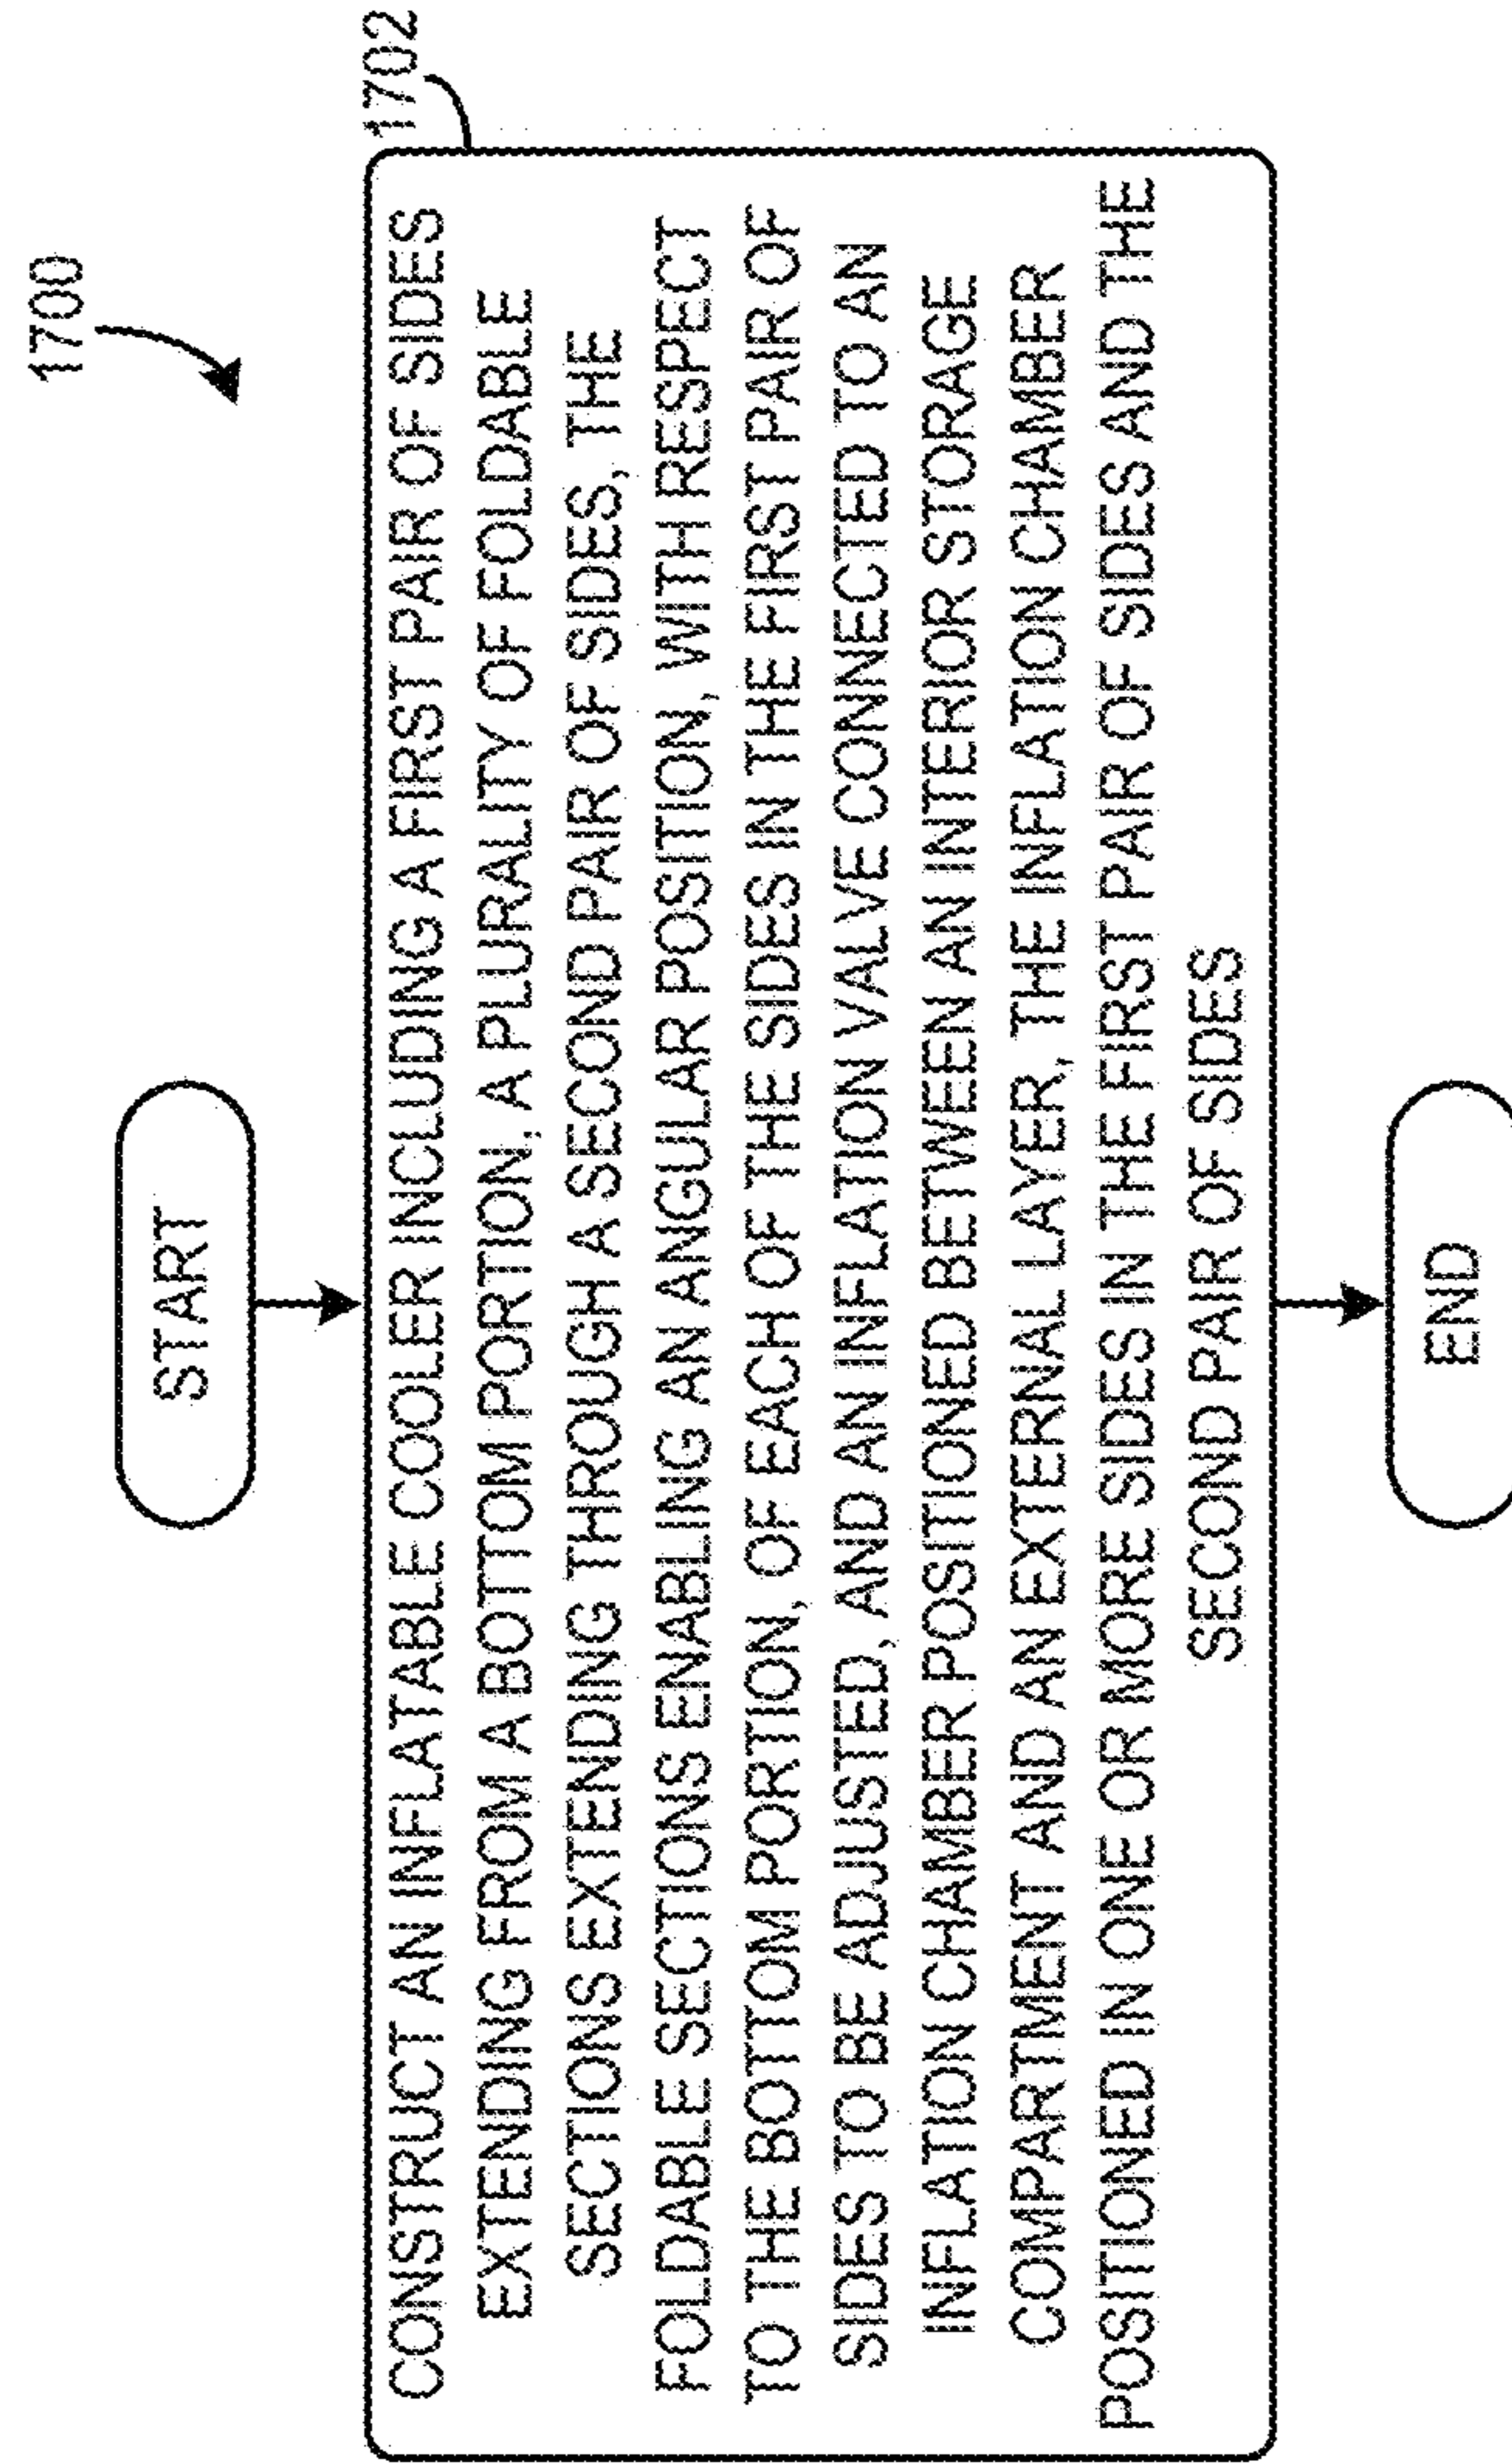 1700
START
1702
CONSTRUCT AN INFLATABLE COOLER INCLUDING A FIRST PAIR OF SIDES
EXTENDING FROM A BOTTOM PORTION, A PLURALITY OF FOLDABLE
SECTIONS EXTENDING THROUGH A SECOND PAIR OF SIDES, THE
FOLDABLE SECTIONS ENABLING AN ANGULAR POSITION, WITH RESPECT
TO THE BOTTOM PORTION, OF EACH OF THE SIDES IN THE FIRST PAIR OF
SIDES TO BE ADJUSTED, AND AN INFLATION VALVE CONNECTED TO AN
INFLATION CHAMBER POSITIONED BETWEEN AN INTERIOR STORAGE
COMPARTMENT AND AN EXTERNAL LAYER, THE INFLATION CHAMBER
POSITIONED IN ONE OR MORE SIDES IN THE FIRST PAIR OF SIDES AND THE
SECOND PAIR OF SIDES
END